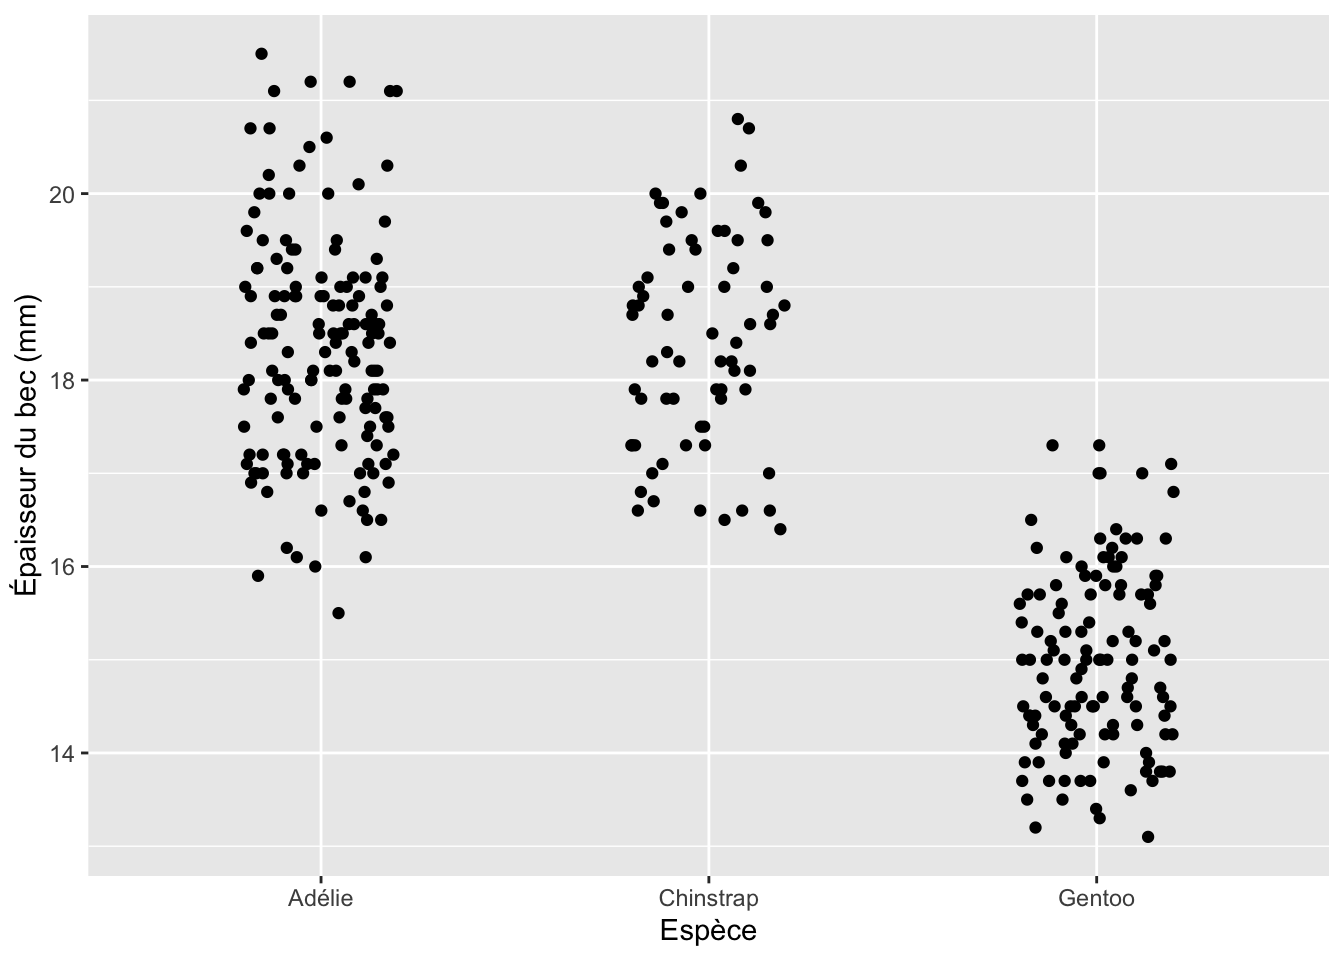 Épaisseur du bec (mm)
20
18
16
14
Adélie
Chinstrap
Gentoo
Espèce